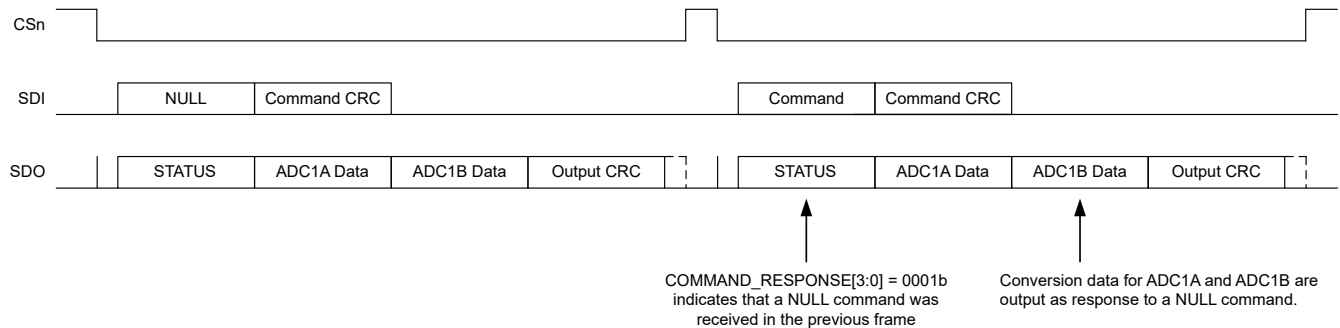 CSn
SDI NULL Command CRC Command Command CRC
SDO STATUS ADC1A Data ADC1B Data Output CRC STATUS ADC1A Data ADC1B Data Output CRC
COMMAND_RESPONSE[3:0] = 0001b
indicates that a NULL command was
received in the previous frame
Conversion data for ADC1A and ADC1B are
output as response to a NULL command.